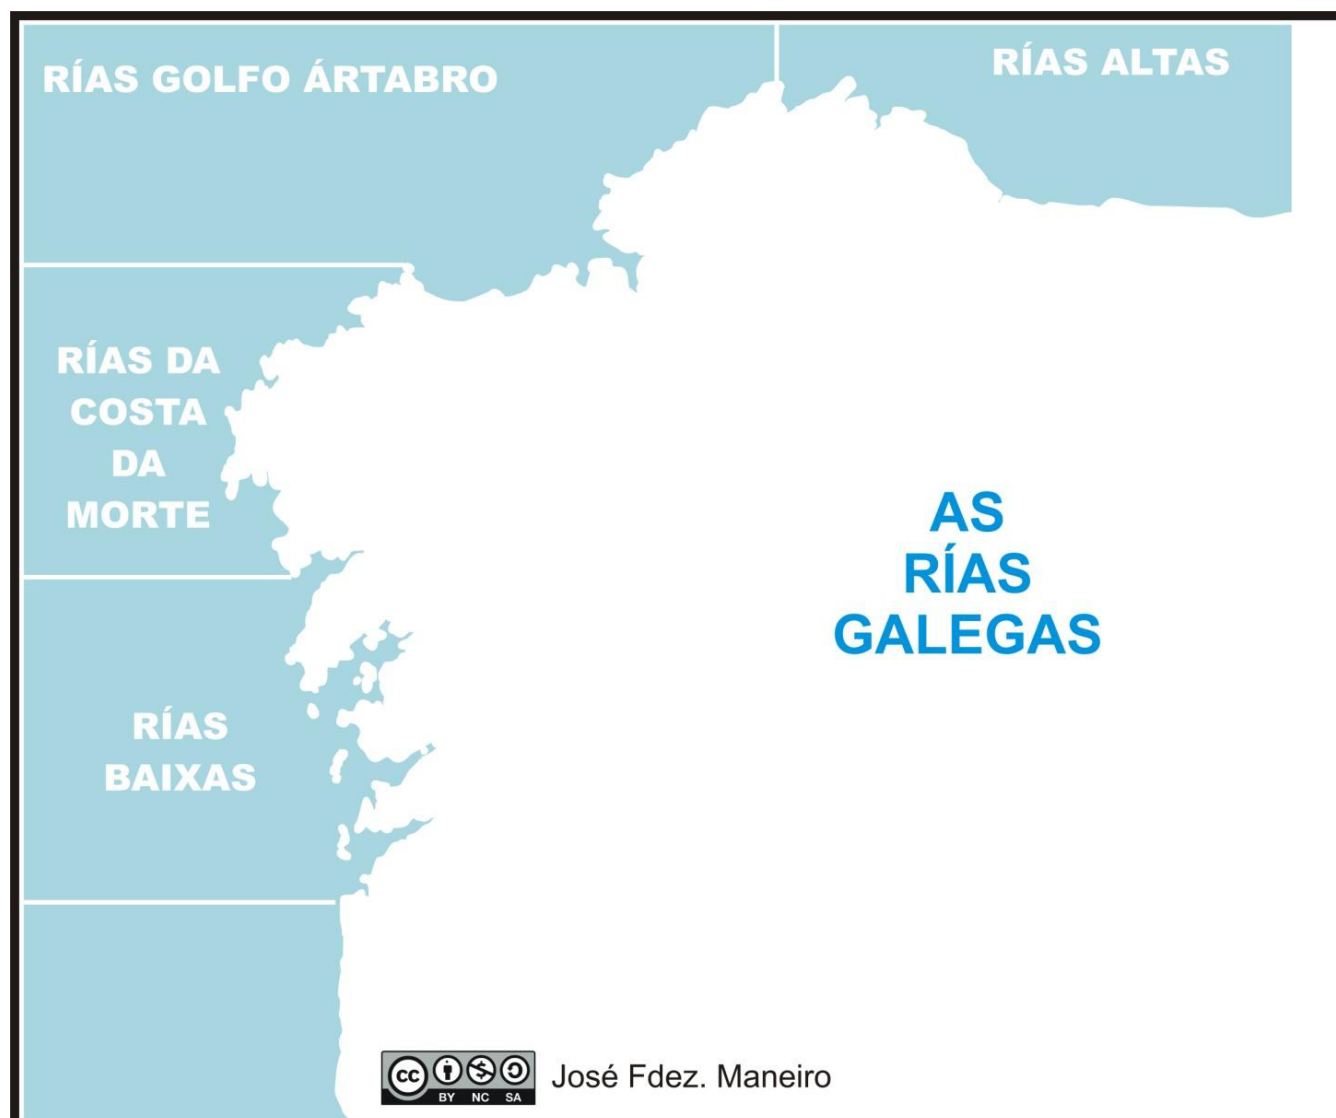 RÍAS GOLFO ÁRTABRO
RÍAS ALTAS
RÍAS DA
COSTA
DA
MORTE
AS
RÍAS
GALEGAS
RÍAS
BAIXAS
cc
BY NC SA
José Fdez. Maneiro